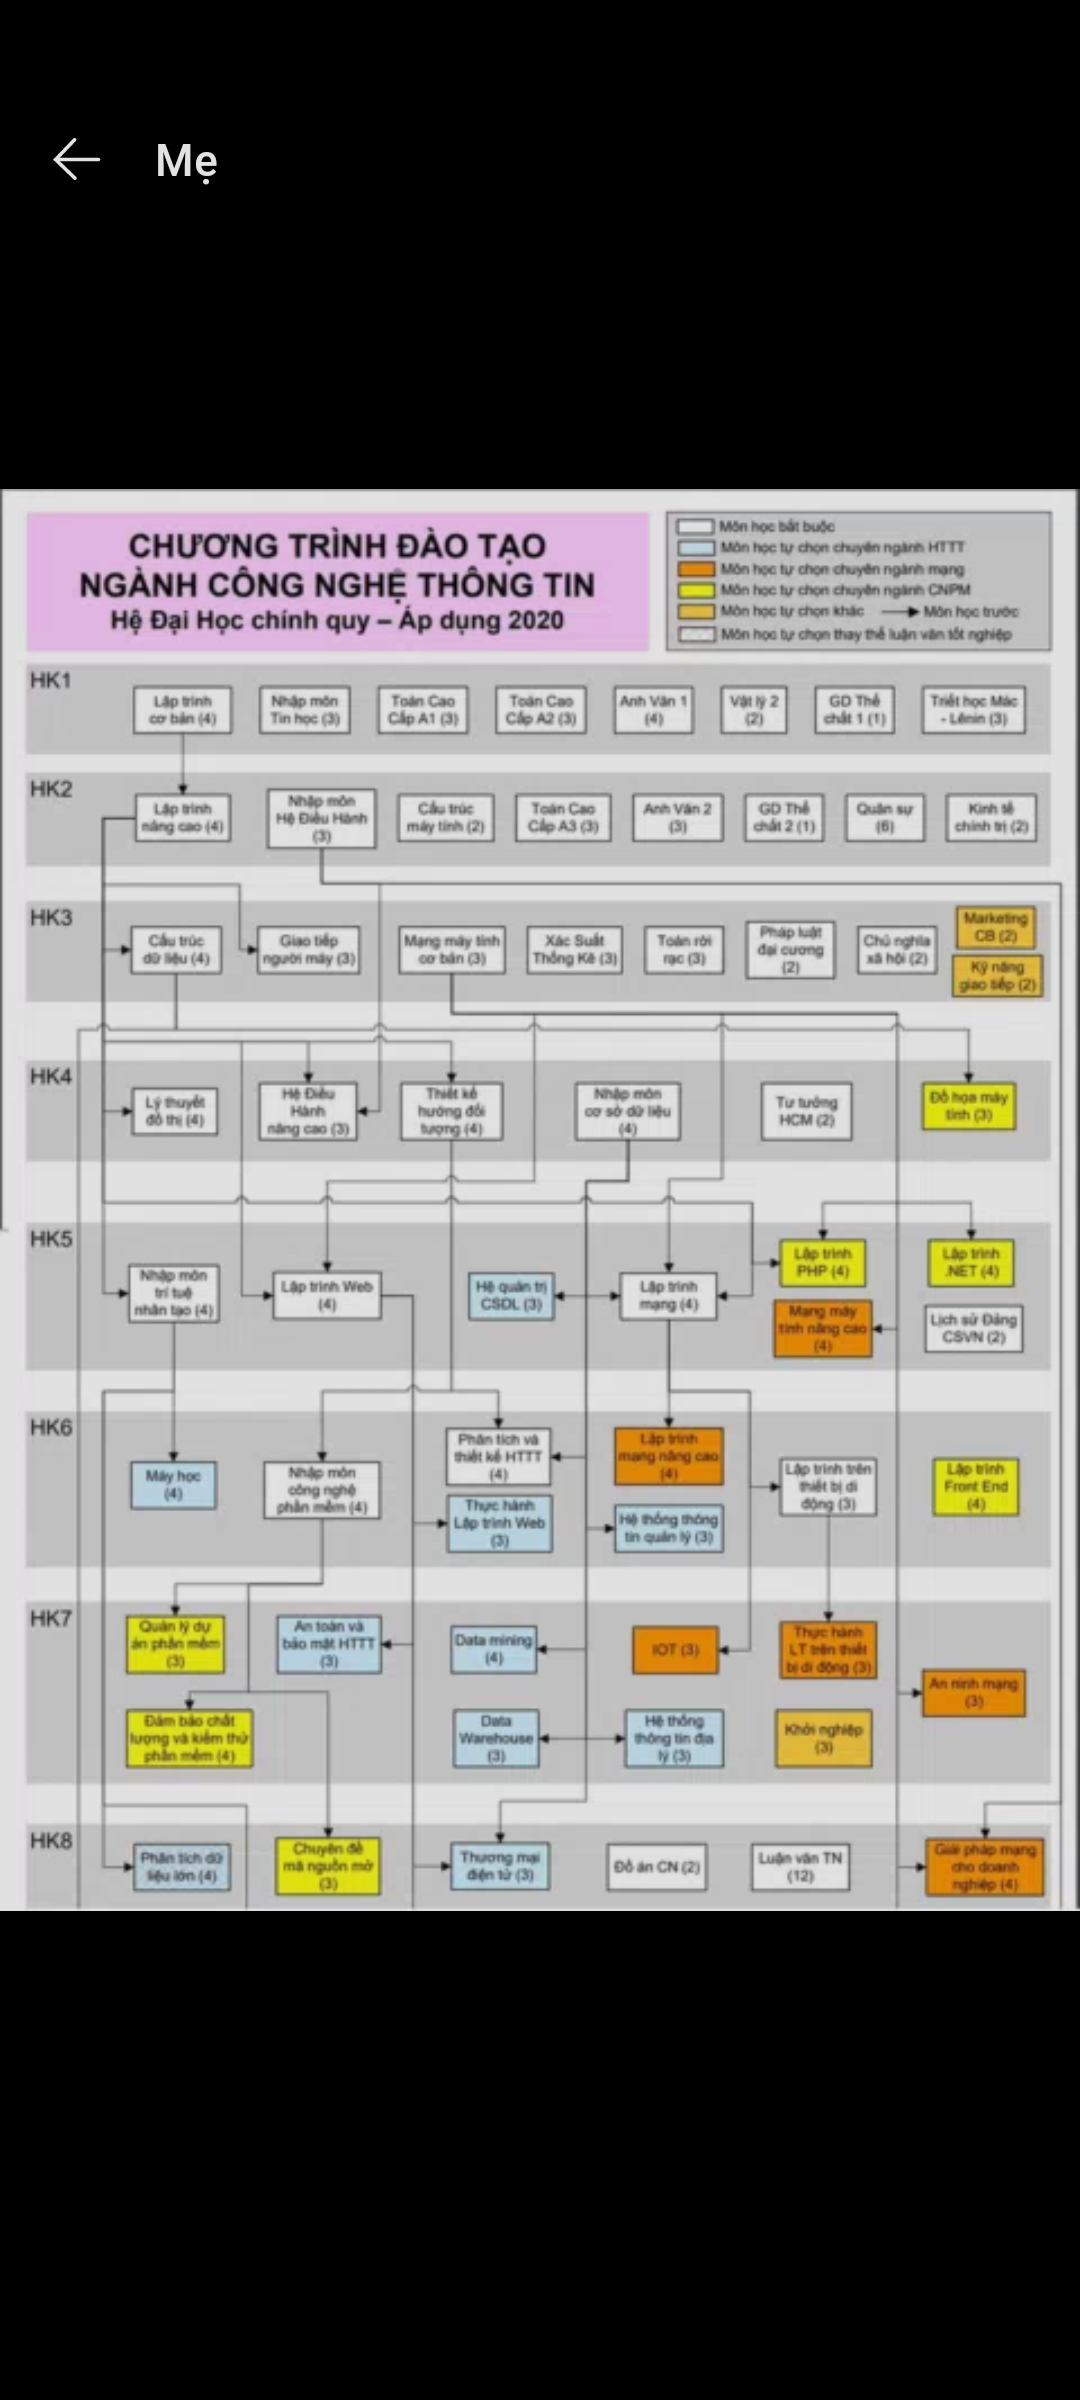 Mẹ
CHƯƠNG TRÌNH ĐÀO TẠO
NGÀNH CÔNG NGHỆ THÔNG TIN
Hệ Đại Học chính quy – Áp dụng 2020
Môn học bắt buộc
Môn học tự chọn chuyên ngành HTTT
Môn học tự chọn chuyên ngành mạng
Môn học tự chọn chuyên ngành CNPM
Môn học tự chọn khác
Môn học trước
Môn học tự chọn thay thế luận văn tốt nghiệp
HK1
Lập trình
cơ bản (4)
Nhập môn
Tin học (3)
Toán Cao
Cấp A1 (3)
Toán Cao
Cấp A2 (3)
Anh Văn 1
(4)
Vật lý 2
(2)
GD Thể
chất 1 (1)
Triết học Mác
- Lênin (3)
HK2
Lập trình
nâng cao (4)
Nhập môn
Hệ Điều Hành
(3)
Cấu trúc
máy tính (2)
Toán Cao
Cấp A3 (3)
Anh Văn 2
(3)
GD Thể
chất 2 (1)
Quân sự
(6)
Kinh tế
chính trị (2)
HK3
Cấu trúc
dữ liệu (4)
Giao tiếp
người máy (3)
Mạng máy tính
cơ bản (3)
Xác Suất
Thống Kê (3)
Toán rời
rạc (3)
Pháp luật
đại cương
(2)
Chủ nghĩa
xã hội (2)
Marketing
CB (2)
Kỹ năng
giao tiếp (2)
HK4
Lý thuyết
đồ thị (4)
Hệ Điều
Hành
nâng cao (3)
Thiết kế
hướng đối
tượng (4)
Nhập môn
cơ sở dữ liệu
(4)
Tư tưởng
HCM (2)
Đồ họa máy
tính (3)
HK5
Nhập môn
trí tuệ
nhân tạo (4)
Lập trình Web
(4)
Hệ quản trị
CSDL (3)
Lập trình
mạng (4)
Lập trình
PHP (4)
Mạng máy
tính nâng cao
(4)
Lập trình
.NET (4)
Lịch sử Đảng
CSVN (2)
HK6
Máy học
(4)
Nhập môn
công nghệ
phần mềm (4)
Phân tích và
thiết kế HTTT
(4)
Thực hành
Lập trình Web
(3)
Lập trình
mạng nâng cao
(4)
Hệ thống thông
tin quản lý (3)
Lập trình trên
thiết bị di
động (3)
Lập trình
Front End
(4)
HK7
Quản lý dự
án phần mềm
(3)
Đảm bảo chất
lượng và kiểm thử
phần mềm (4)
An toàn và
bảo mật HTTT
(3)
Data mining
(4)
Data
Warehouse
(3)
IOT (3)
Hệ thống
thông tin địa
lý (3)
Thực hành
LT trên thiết
bị di động (3)
Khởi nghiệp
(3)
An ninh mạng
(3)
HK8
Phân tích dữ
liệu lớn (4)
Chuyên đề
mã nguồn mở
(3)
Thương mại
điện tử (3)
Đồ án CN (2)
Luận văn TN
(12)
Giải pháp mạng
cho doanh
nghiệp (4)